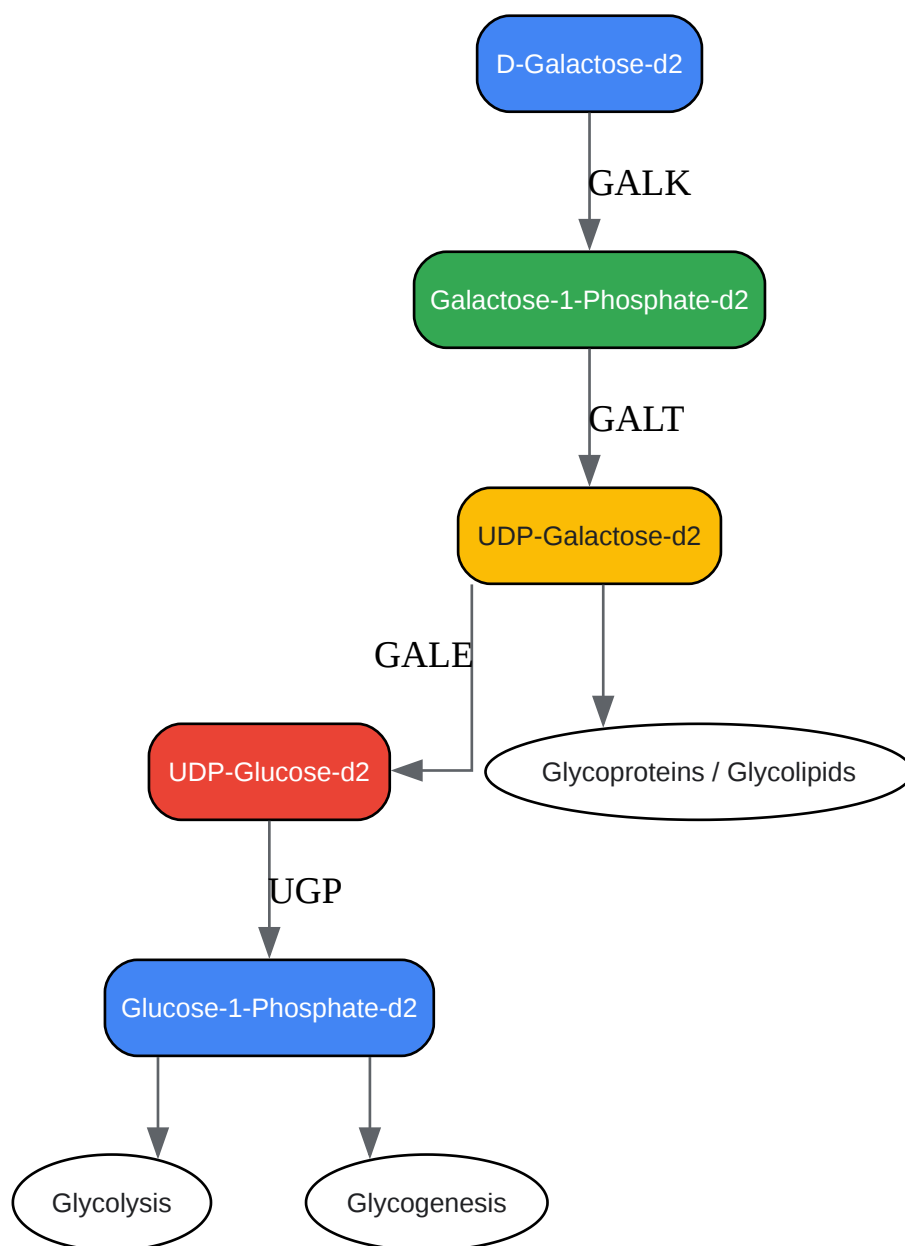 D-Galactose-d2
GALK
Galactose-1-Phosphate-d2
GALT
UDP-Galactose-d2
GALE
UDP-Glucose-d2
Glycoproteins / Glycolipids
UGP
Glucose-1-Phosphate-d2
Glycolysis
Glycogenesis